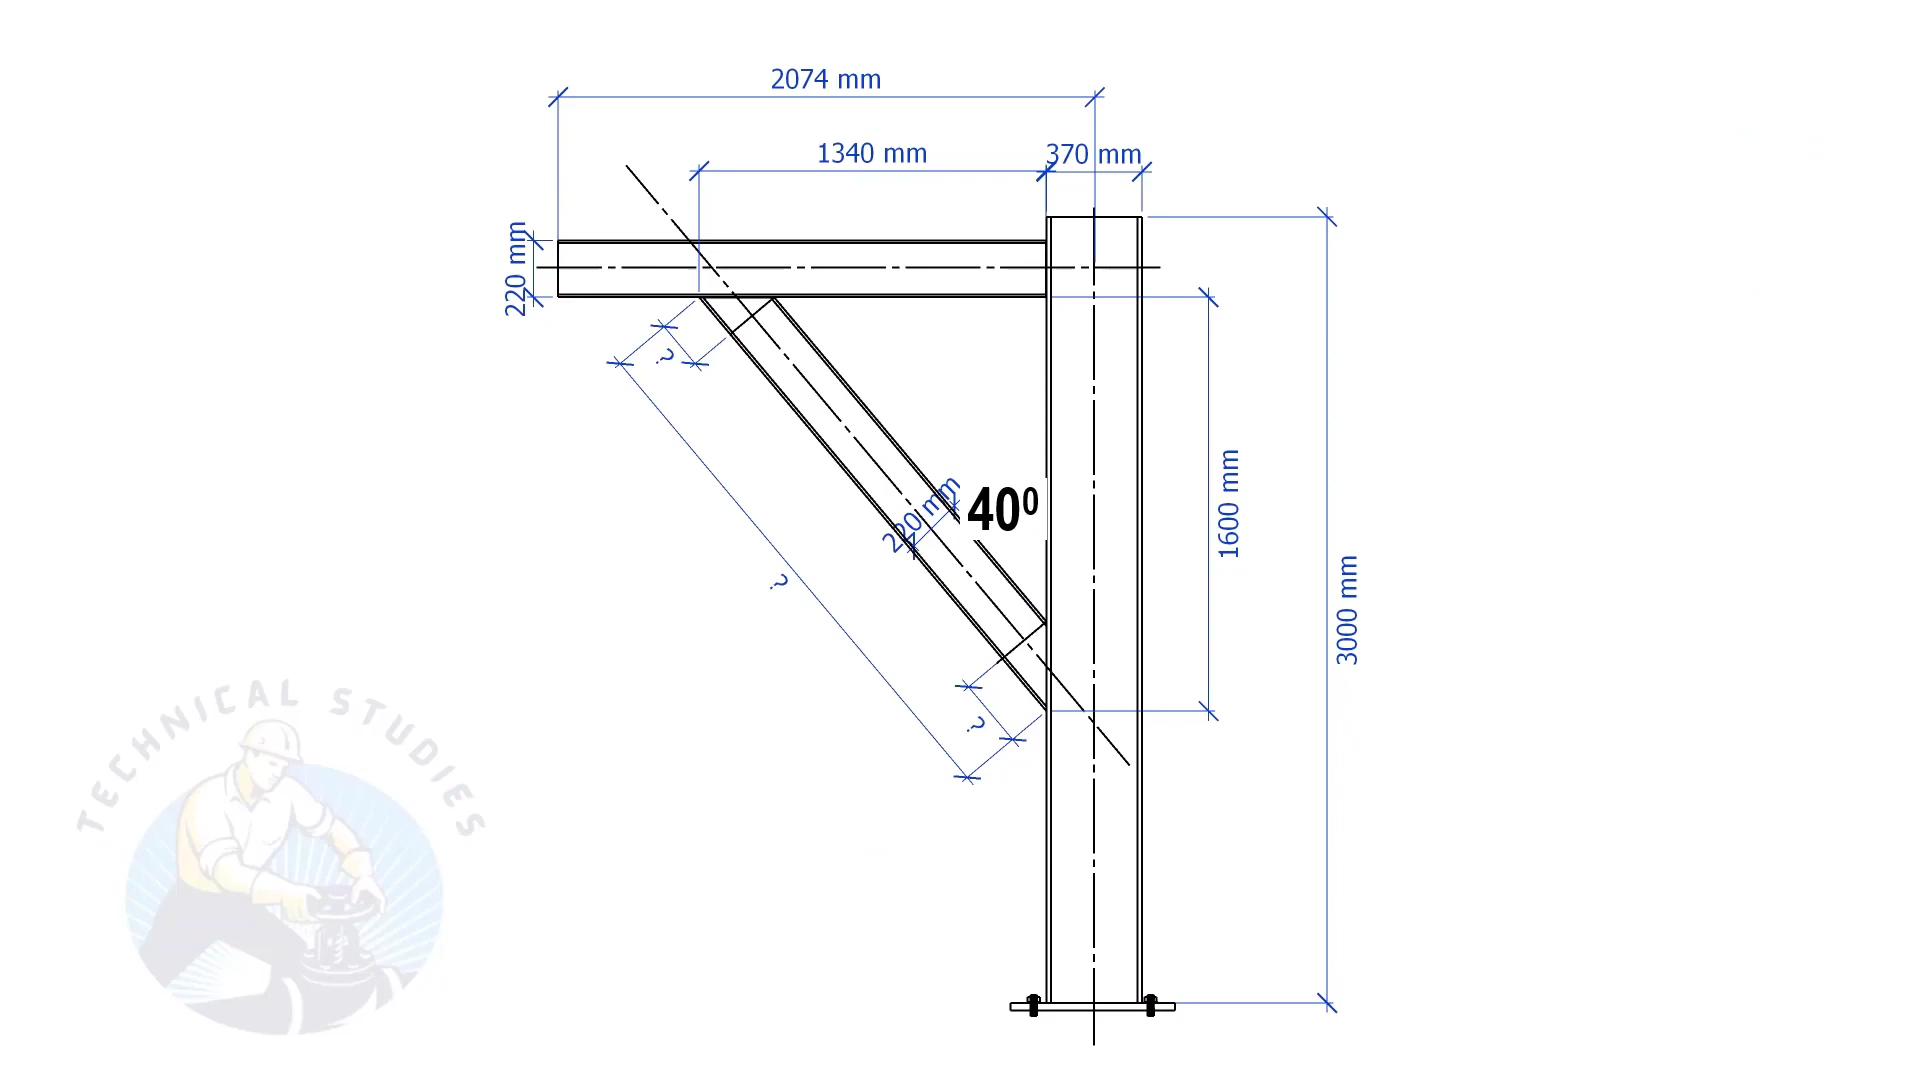 2074 mm
1340 mm
370 mm
220 mm
?
40⁰
220 mm
1600 mm
?
3000 mm
?
TECHNICAL STUDIES